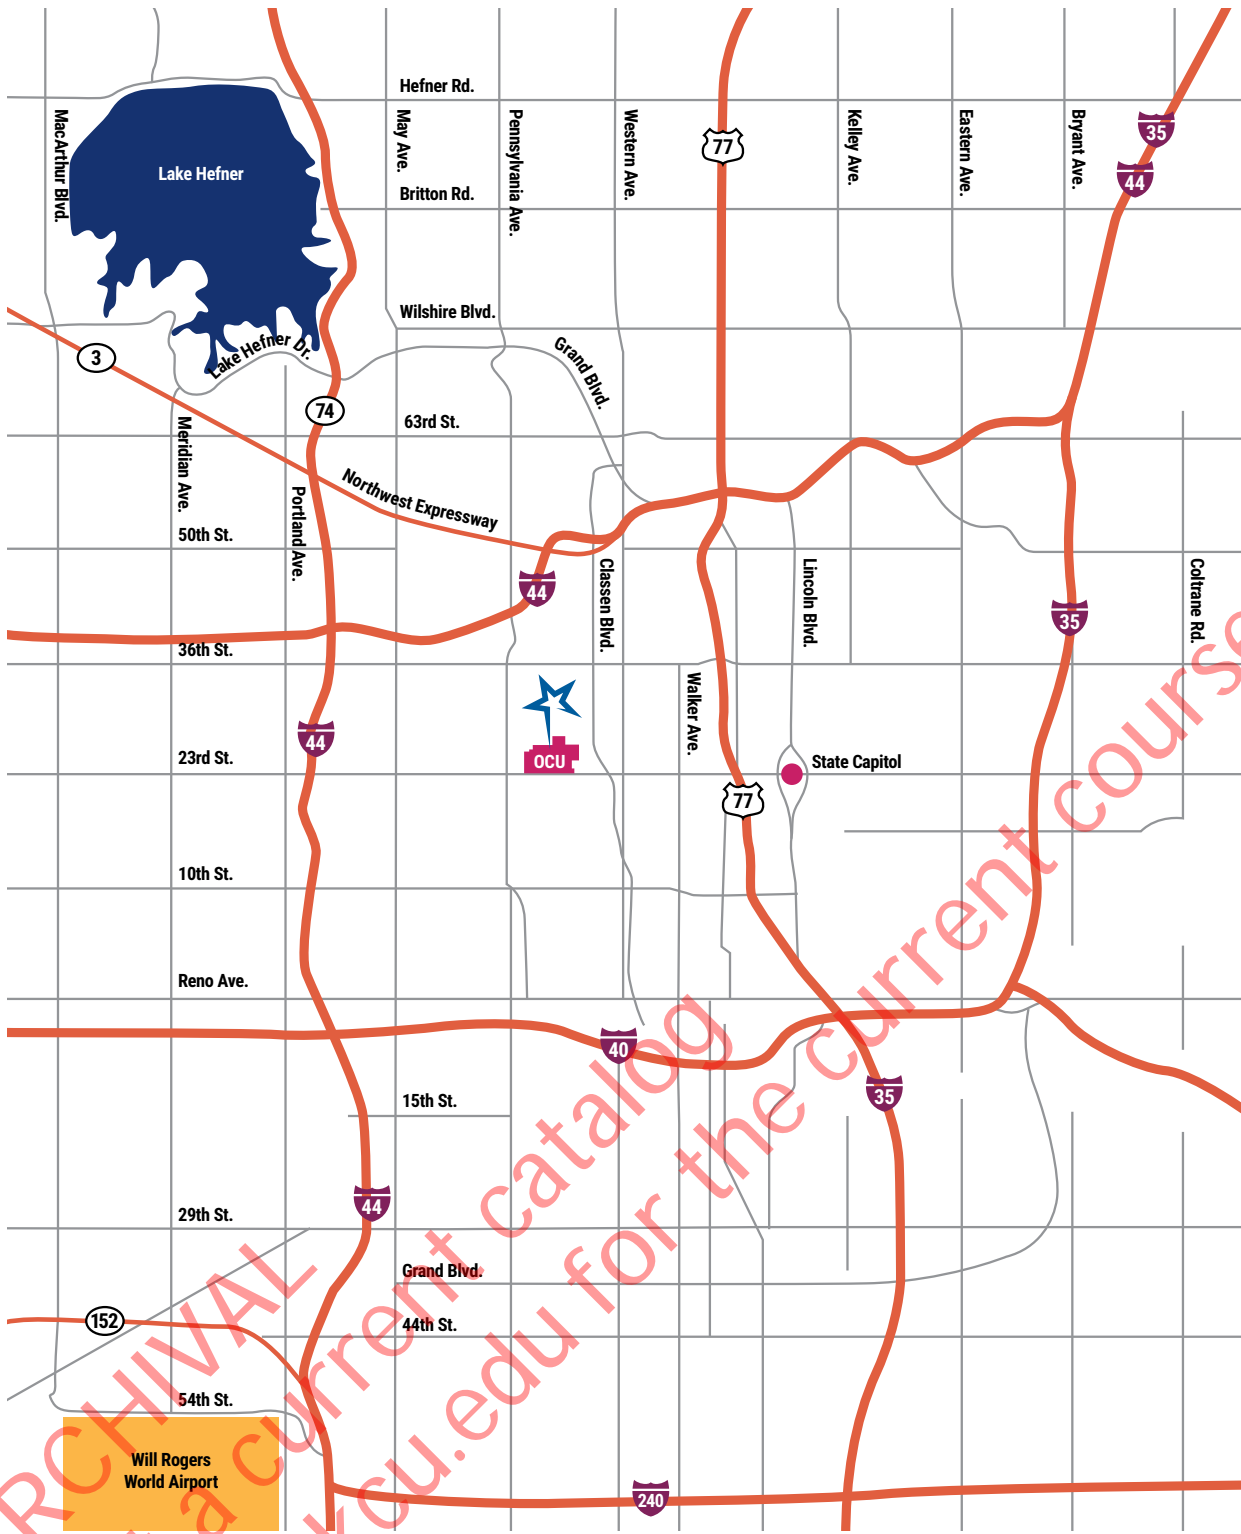 Hefner Rd.
MacArthur Blvd.
May Ave.
Pennsylvania Ave.
Western Ave.
77
Kelley Ave.
Eastern Ave.
Bryant Ave.
35
44
Lake Hefner
Britton Rd.
Wilshire Blvd.
3
Lake Hefner Dr.
Grand Blvd.
74
63rd St.
Meridian Ave.
Northwest Expressway
Portland Ave.
50th St.
44
Classen Blvd.
Lincoln Blvd.
Coltrane Rd.
35
36th St.
Walker Ave.
44
23rd St.
OCU
State Capitol
77
10th St.
Reno Ave.
40
35
15th St.
44
29th St.
Grand Blvd.
152
44th St.
54th St.
Will Rogers
World Airport
240
RCHIVAL
a current catalog
kcu.edu for the current course